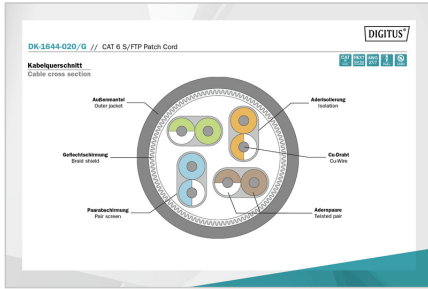 DIGITUS®
DK-1644-020/G // CAT 6 S/FTP Patch Cord
Kabelquerschnitt
Cable cross section
Außenmantel
Outer jacket
Aderisolierung
Isolation
Geflechtschirmung
Braid shield
Cu-Draht
Cu-Wire
Paarabschirmung
Pair screen
Adernpaare
Twisted pair